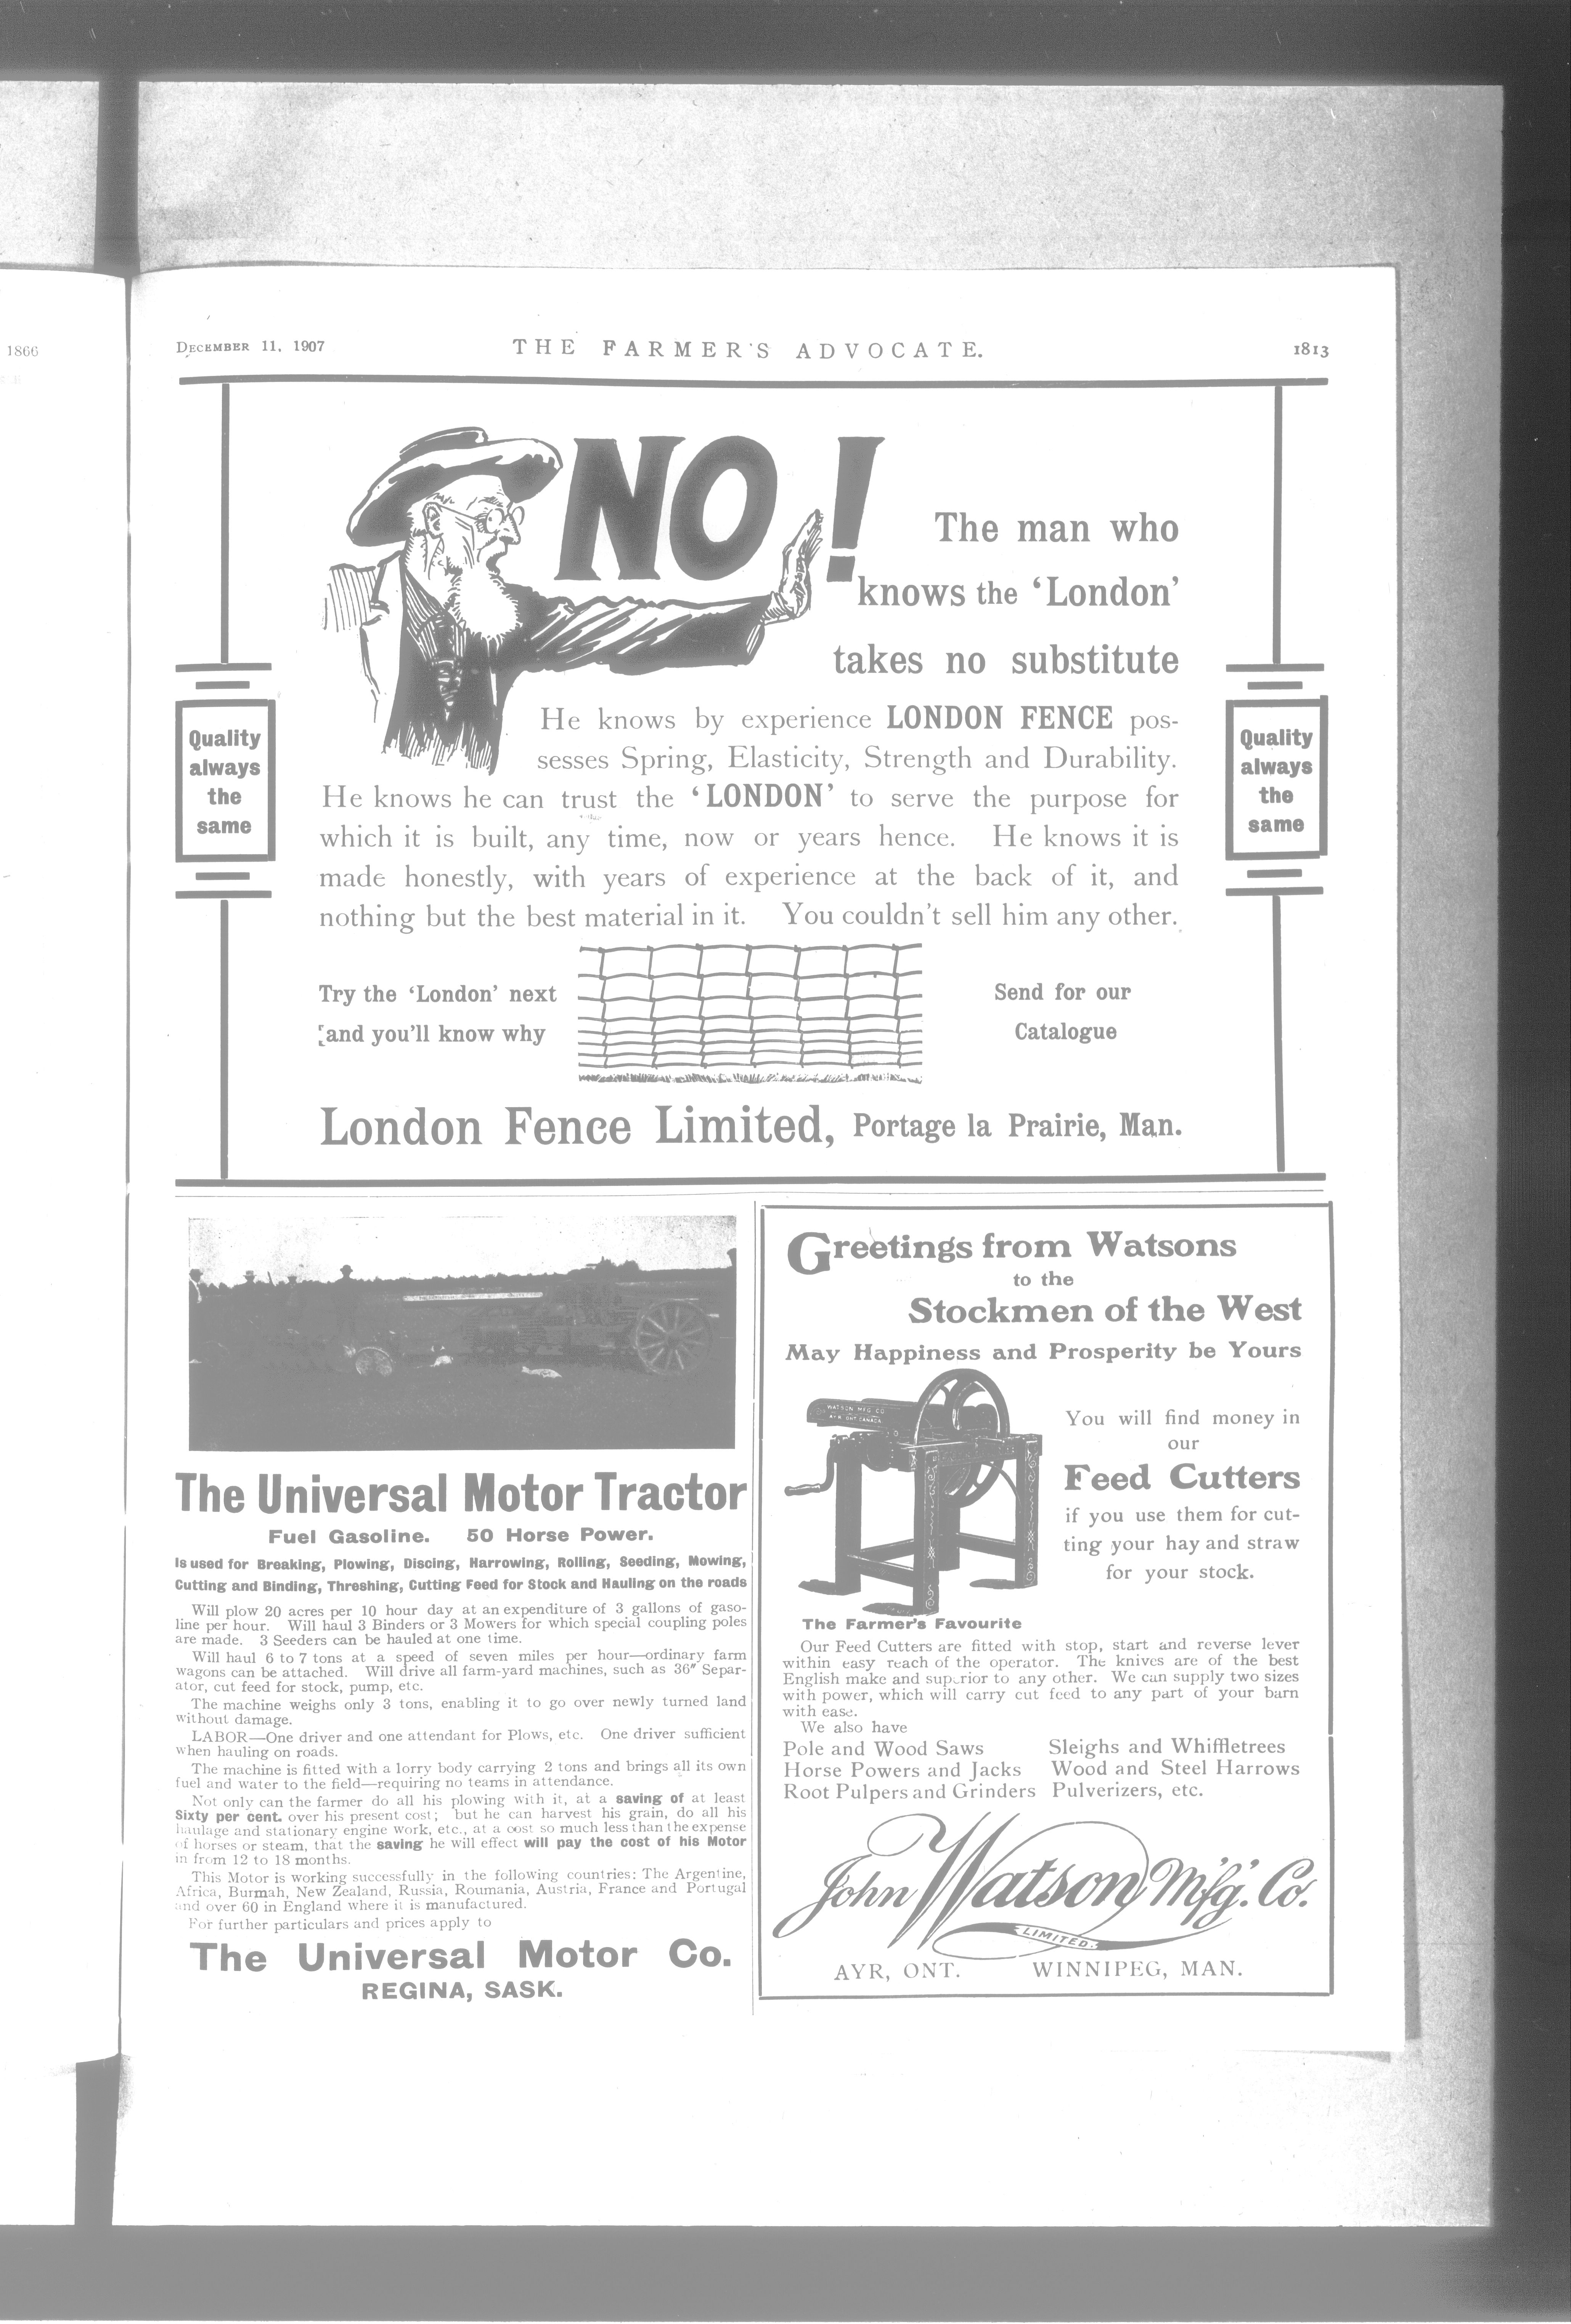 1866
DECEMBER 11, 1907
THE FARMER'S ADVOCATE.
1813
NO!
The man who
knows the ‘London’
takes no substitute
Quality
always
the
same
Quality
always
the
same
He knows by experience LONDON FENCE pos-
sesses Spring, Elasticity, Strength and Durability.
He knows he can trust the ‘LONDON’ to serve the purpose for
which it is built, any time, now or years hence. He knows it is
made honestly, with years of experience at the back of it, and
nothing but the best material in it. You couldn't sell him any other.
Try the ‘London’ next
and you'll know why
Send for our
Catalogue
London Fence Limited, Portage la Prairie, Man.
The Universal Motor Tractor
Fuel Gasoline. 50 Horse Power.
Is used for Breaking, Plowing, Discing, Harrowing, Rolling, Seeding, Mowing,
Cutting and Binding, Threshing, Cutting Feed for Stock and Hauling on the roads
Will plow 20 acres per 10 hour day at an expenditure of 3 gallons of gaso-
line per hour. Will haul 3 Binders or 3 Mowers for which special coupling poles
are made. 3 Seeders can be hauled at one time.
Will haul 6 to 7 tons at a speed of seven miles per hour—ordinary farm
wagons can be attached. Will drive all farm-yard machines, such as 36″ Separ-
ator, cut feed for stock, pump, etc.
The machine weighs only 3 tons, enabling it to go over newly turned land
without damage.
LABOR—One driver and one attendant for Plows, etc. One driver sufficient
when hauling on roads.
The machine is fitted with a lorry body carrying 2 tons and brings all its own
fuel and water to the field—requiring no teams in attendance.
Not only can the farmer do all his plowing with it, at a saving of at least
Sixty per cent. over his present cost; but he can harvest his grain, do all his
haulage and stationary engine work, etc., at a cost so much less than the expense
of horses or steam, that the saving he will effect will pay the cost of his Motor
in from 12 to 18 months.
This Motor is working successfully in the following countries: The Argentine,
Africa, Burmah, New Zealand, Russia, Roumania, Austria, France and Portugal
and over 60 in England where it is manufactured.
For further particulars and prices apply to
The Universal Motor Co.
REGINA, SASK.
Greetings from Watsons
to the
Stockmen of the West
May Happiness and Prosperity be Yours
WATSON MFG CO
AYR ONT CANADA
You will find money in
our
Feed Cutters
if you use them for cut-
ting your hay and straw
for your stock.
The Farmer's Favourite
Our Feed Cutters are fitted with stop, start and reverse lever
within easy reach of the operator. The knives are of the best
English make and superior to any other. We can supply two sizes
with power, which will carry cut feed to any part of your barn
with ease.
We also have
Pole and Wood Saws Sleighs and Whiffletrees
Horse Powers and Jacks Wood and Steel Harrows
Root Pulpers and Grinders Pulverizers, etc.
John Watson M'f'g. Co.
LIMITED.
AYR, ONT. WINNIPEG, MAN.